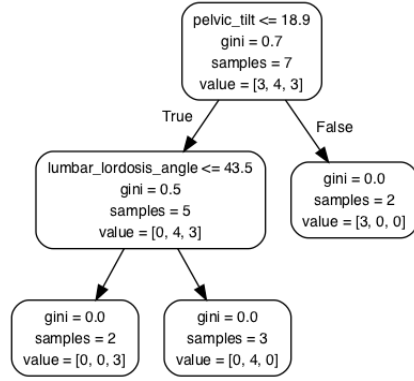 pelvic_tilt <= 18.9
gini = 0.7
samples = 7
value = [3, 4, 3]
True
False
lumbar_lordosis_angle <= 43.5
gini = 0.5
samples = 5
value = [0, 4, 3]
gini = 0.0
samples = 2
value = [3, 0, 0]
gini = 0.0
samples = 2
value = [0, 0, 3]
gini = 0.0
samples = 3
value = [0, 4, 0]